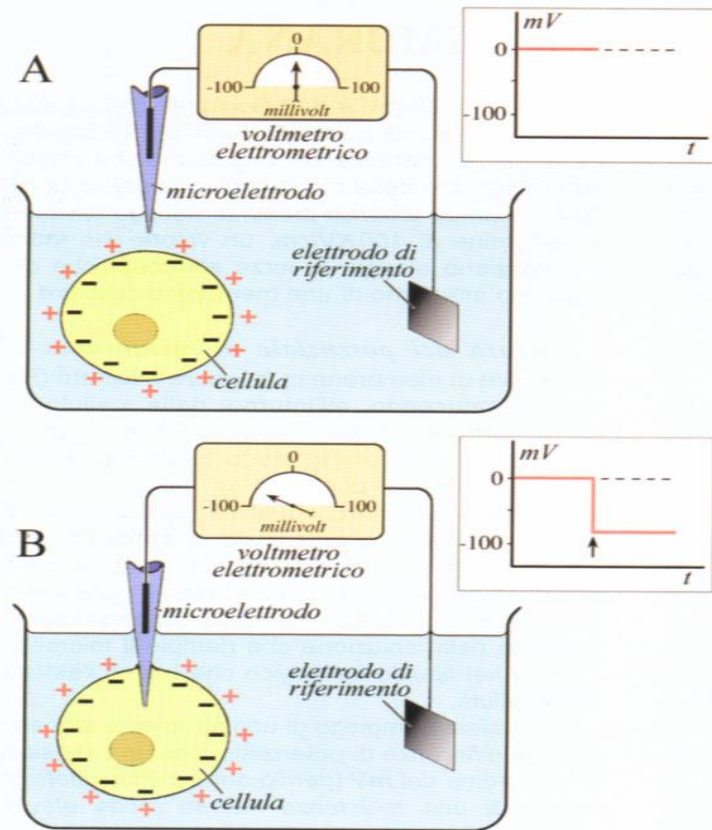 A
0
-100
100
millivolt
voltmetro
elettrometrico
microelettrodo
elettrodo di
riferimento
cellula
mV
0
-100
t
B
0
-100
100
millivolt
voltmetro
elettrometrico
microelettrodo
elettrodo di
riferimento
cellula
mV
0
-100
t